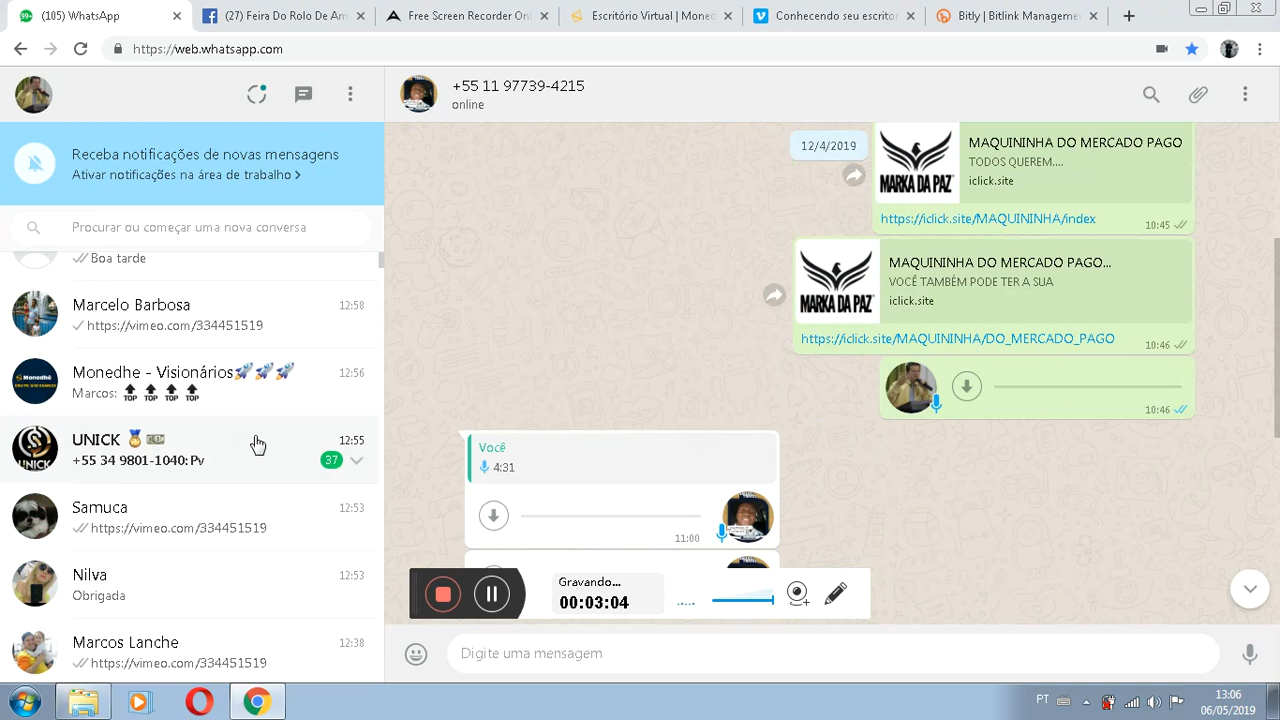 (105) WhatsApp
(27) Feira Do Rolo Do Am
Free Screen Recorder Onl
Escritório Virtual | Moned
Conhecendo seu escritor
Bitly | Bitlink Managemer
https://web.whatsapp.com
+55 11 97739-4215
online
Receba notificações de novas mensagens
Ativar notificações na área de trabalho >
Procurar ou começar uma nova conversa
Boa tarde
Marcelo Barbosa
12:58
https://vimeo.com/334451519
Monedhe - Visionários🚀🚀🚀
12:56
Marcos: 🔝 🔝 🔝 🔝
UNICK 🏅💵
12:55
+55 34 9801-1040: Pv
37
Samuca
12:53
https://vimeo.com/334451519
Nilva
12:53
Obrigada
Marcos Lanche
12:38
https://vimeo.com/334451519
12/4/2019
MARKA DA PAZ
MAQUININHA DO MERCADO PAGO
TODOS QUEREM....
iclick.site
https://iclick.site/MAQUININHA/index
10:45
MARKA DA PAZ
MAQUININHA DO MERCADO PAGO...
VOCÊ TAMBÉM PODE TER A SUA
iclick.site
https://iclick.site/MAQUININHA/DO_MERCADO_PAGO
10:46
10:46
Você
4:31
11:00
Gravando...
00:03:04
Digite uma mensagem
PT
13:06
06/05/2019